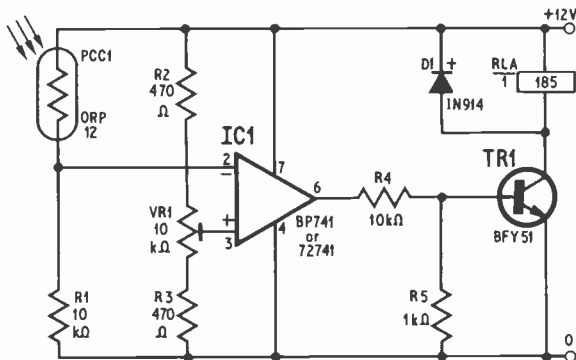 +12V
PCC1
ORP
12
R2
470
Ω
IC1
2
−
7
+
3
4
6
BP741
or
72741
VR1
10
kΩ
R1
10
kΩ
R3
470
Ω
R4
10kΩ
R5
1kΩ
D1
+
IN914
RLA
1
185
TR1
BFY51
0